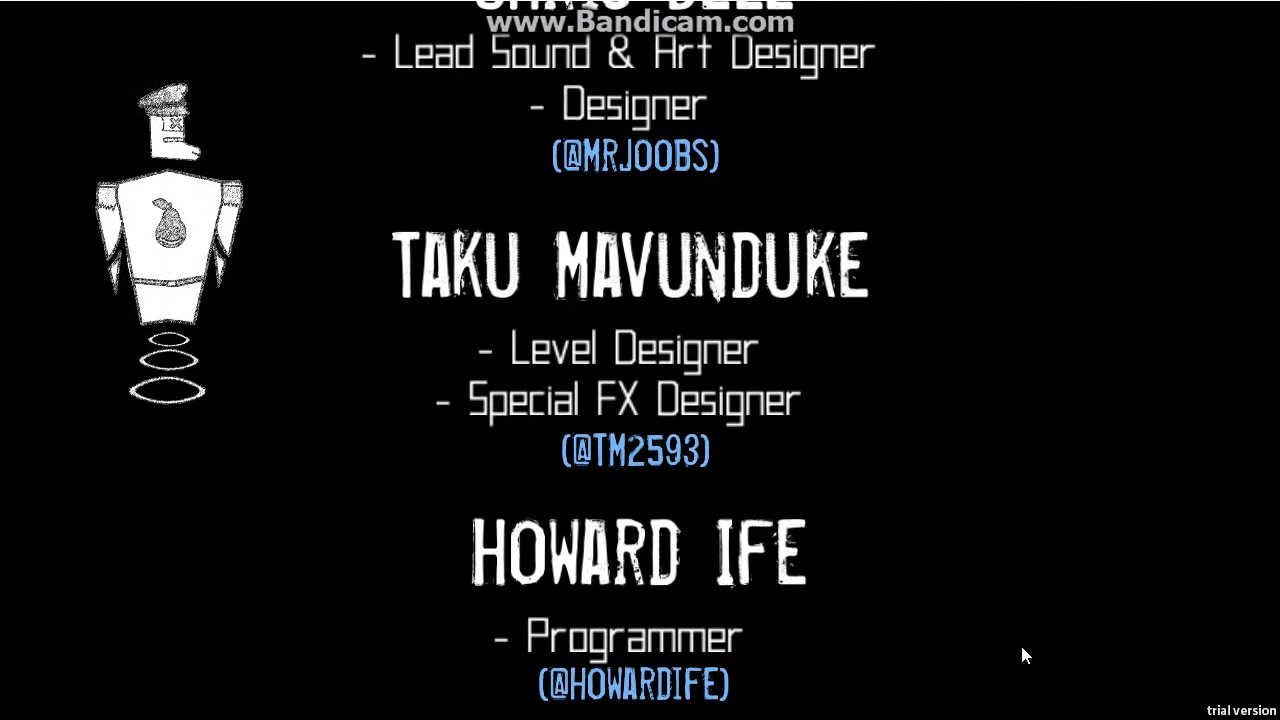 www.Bandicam.com
- Lead Sound & Art Designer
- Designer
(@MRJOOBS)
TAKU MAVUNDUKE
- Level Designer
- Special FX Designer
(@TM2593)
HOWARD IFE
- Programmer
(@HOWARDIFE)
trial version